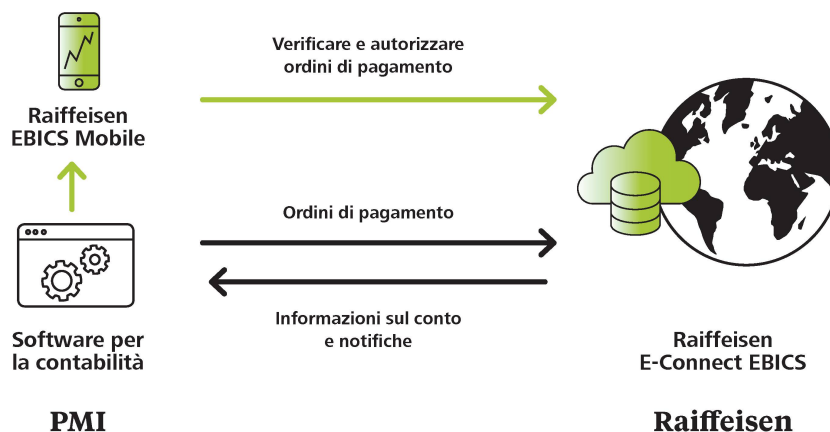 Verificare e autorizzare
ordini di pagamento
Raiffeisen
EBICS Mobile
Ordini di pagamento
Informazioni sul conto
e notifiche
Software per
la contabilità
Raiffeisen
E-Connect EBICS
PMI
Raiffeisen